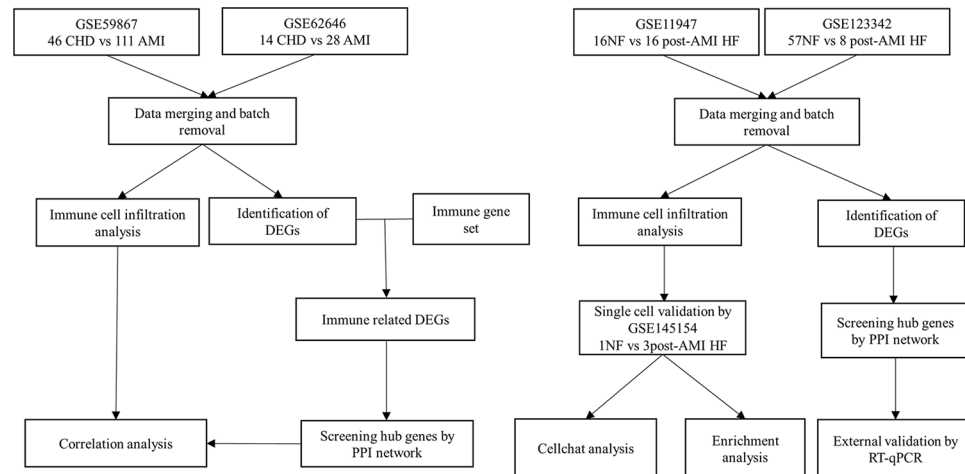 GSE59867
46 CHD vs 111 AMI
GSE62646
14 CHD vs 28 AMI
Data merging and batch
removal
Immune cell infiltration
analysis
Identification of
DEGs
Immune gene
set
Immune related DEGs
Correlation analysis
Screening hub genes by
PPI network
GSE11947
16NF vs 16 post-AMI HF
GSE123342
57NF vs 8 post-AMI HF
Data merging and batch
removal
Immune cell infiltration
analysis
Identification of
DEGs
Single cell validation by
GSE145154
1NF vs 3post-AMI HF
Screening hub genes
by PPI network
Cellchat analysis
Enrichment
analysis
External validation by
RT-qPCR